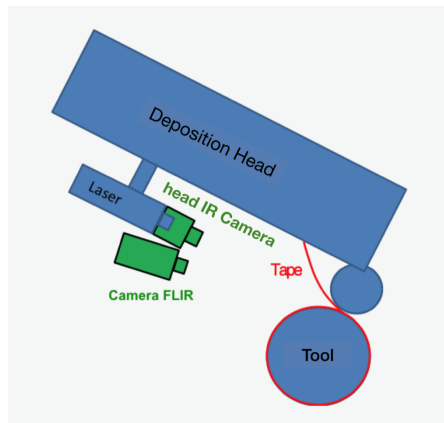 Deposition Head
Laser
head IR Camera
Tape
Camera FLIR
Tool